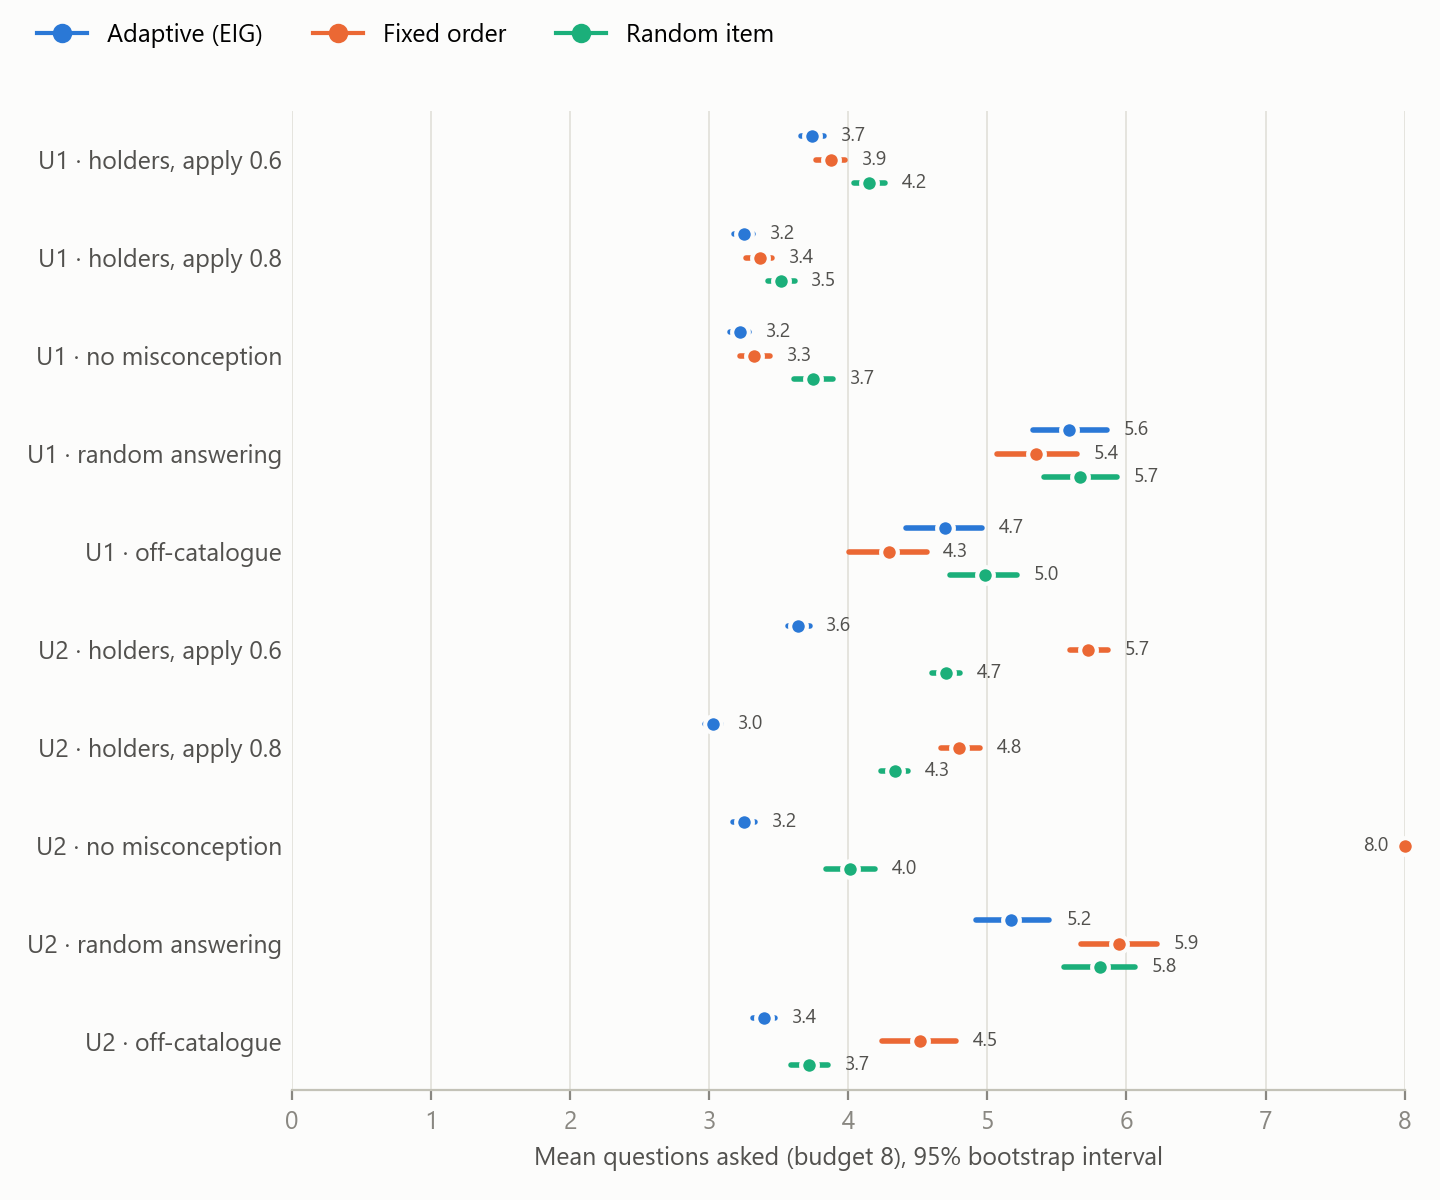 Adaptive (EIG) Fixed order Random item
3.7
U1 · holders, apply 0.6 3.9
4.2
3.2
U1 · holders, apply 0.8 3.4
3.5
3.2
U1 · no misconception 3.3
3.7
5.6
U1 · random answering 5.4
5.7
4.7
U1 · off-catalogue 4.3
5.0
3.6
U2 · holders, apply 0.6 5.7
4.7
3.0
U2 · holders, apply 0.8 4.8
4.3
3.2
U2 · no misconception 8.0
4.0
5.2
U2 · random answering 5.9
5.8
3.4
U2 · off-catalogue 4.5
3.7
0 1 2 3 4 5 6 7 8
Mean questions asked (budget 8), 95% bootstrap interval